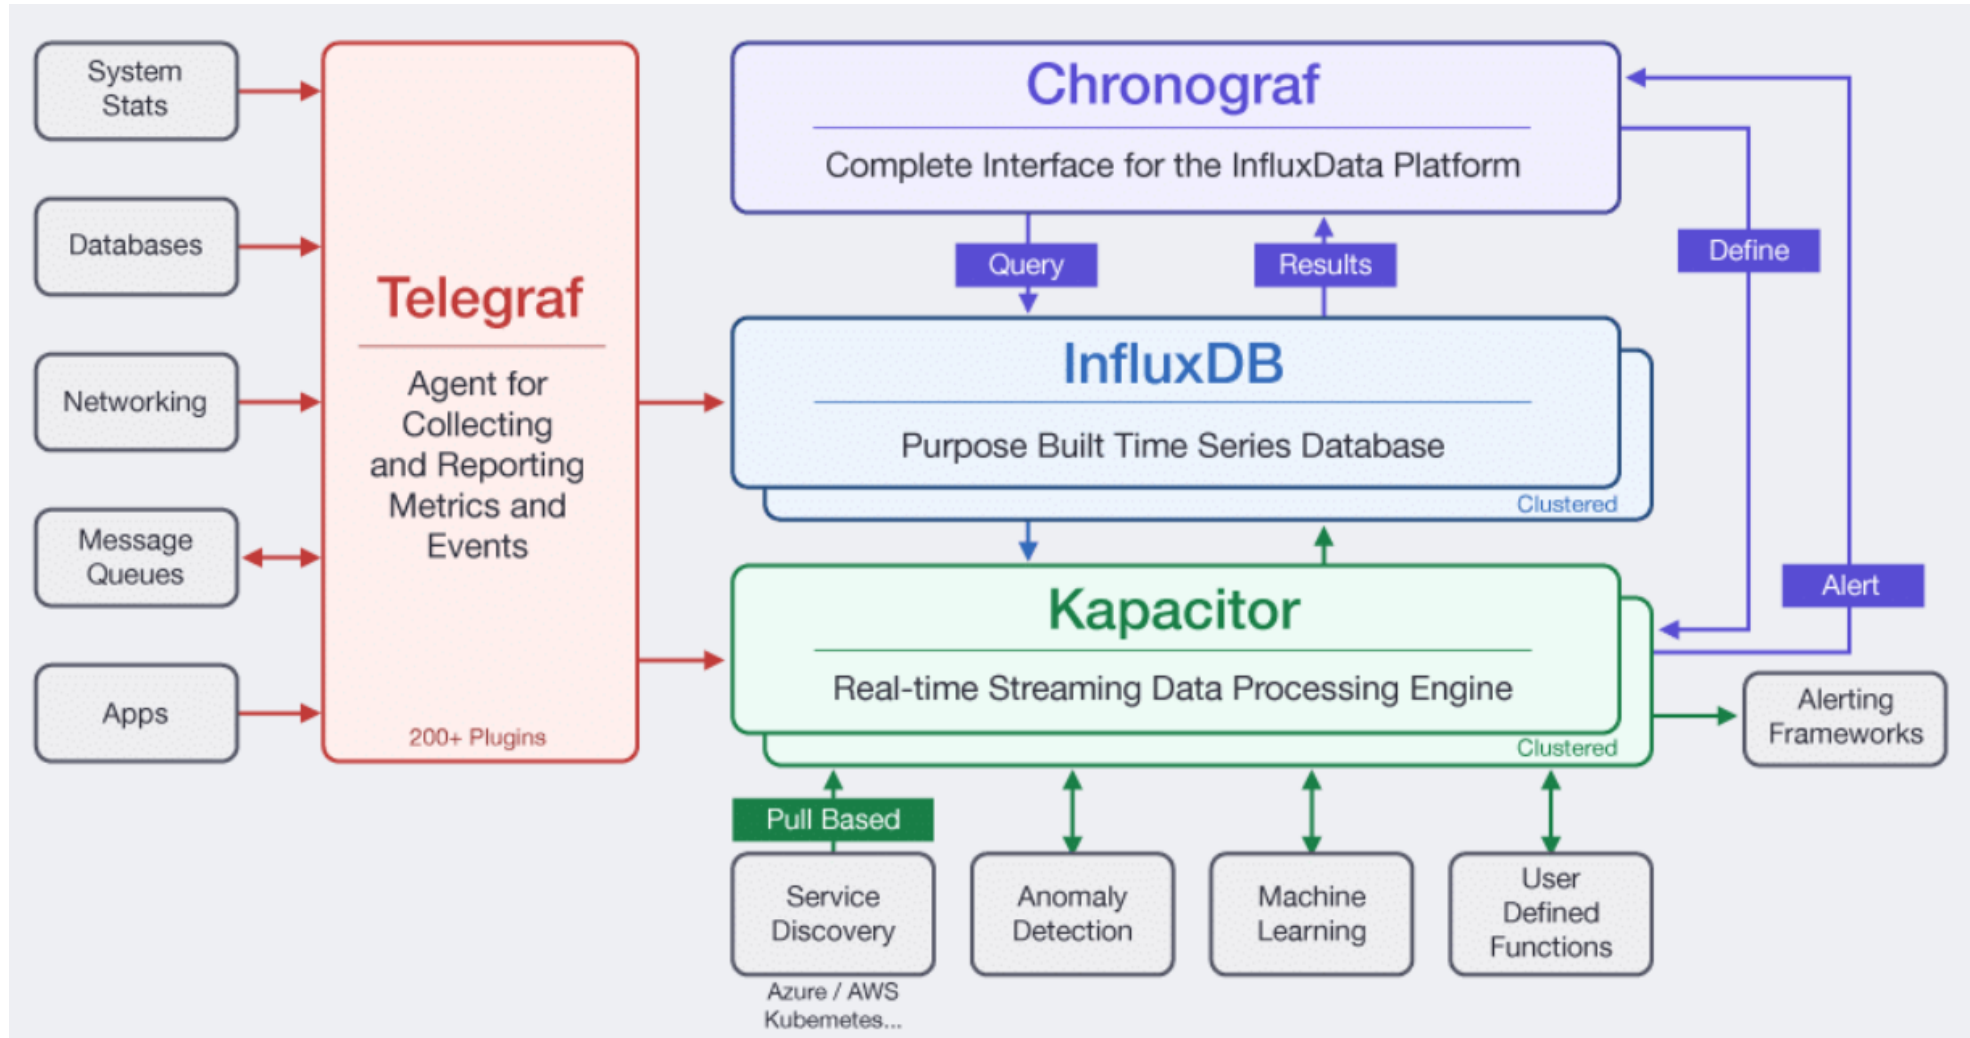 System
Stats
Databases
Networking
Message
Queues
Apps
Telegraf
Agent for
Collecting
and Reporting
Metrics and
Events
200+ Plugins
Chronograf
Complete Interface for the InfluxData Platform
Query
Results
Define
InfluxDB
Purpose Built Time Series Database
Clustered
Alert
Kapacitor
Real-time Streaming Data Processing Engine
Clustered
Alerting
Frameworks
Pull Based
Service
Discovery
Azure / AWS
Kubernetes...
Anomaly
Detection
Machine
Learning
User
Defined
Functions